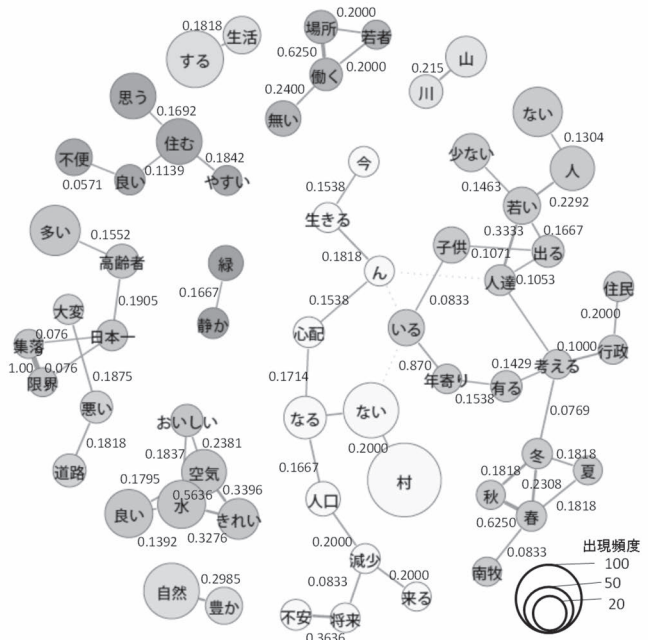 0.1818
する
生活
0.2000
場所
若者
0.6250
働く
0.2000
0.2400
無い
山
0.215
川
思う
0.1692
住む
不便
0.0571
良い
0.1139
0.1842
やすい
ない
0.1304
少ない
人
0.1463
0.2292
若い
0.3333
0.1667
子供
0.1071
出る
人達
0.1053
今
0.1538
生きる
0.1818
ん
0.1538
心配
0.0833
いる
多い
0.1552
高齢者
0.1905
緑
0.1667
静か
大変
日本一
0.076
集落
1.00
0.076
限界
0.1875
悪い
0.1818
道路
住民
0.2000
行政
0.1000
考える
0.870
年寄り
0.1429
有る
0.1538
0.0769
0.1714
なる
ない
0.2000
村
おいしい
0.1837
0.2381
空気
0.1795
0.5636
0.3396
良い
水
きれい
0.1392
0.3276
0.1667
人口
0.2000
減少
0.0833
0.2000
来る
不安
将来
0.3636
冬
0.1818
0.1818
夏
0.2308
秋
0.1818
0.6250
春
0.0833
南牧
自然
0.2985
豊か
出現頻度
100
50
20